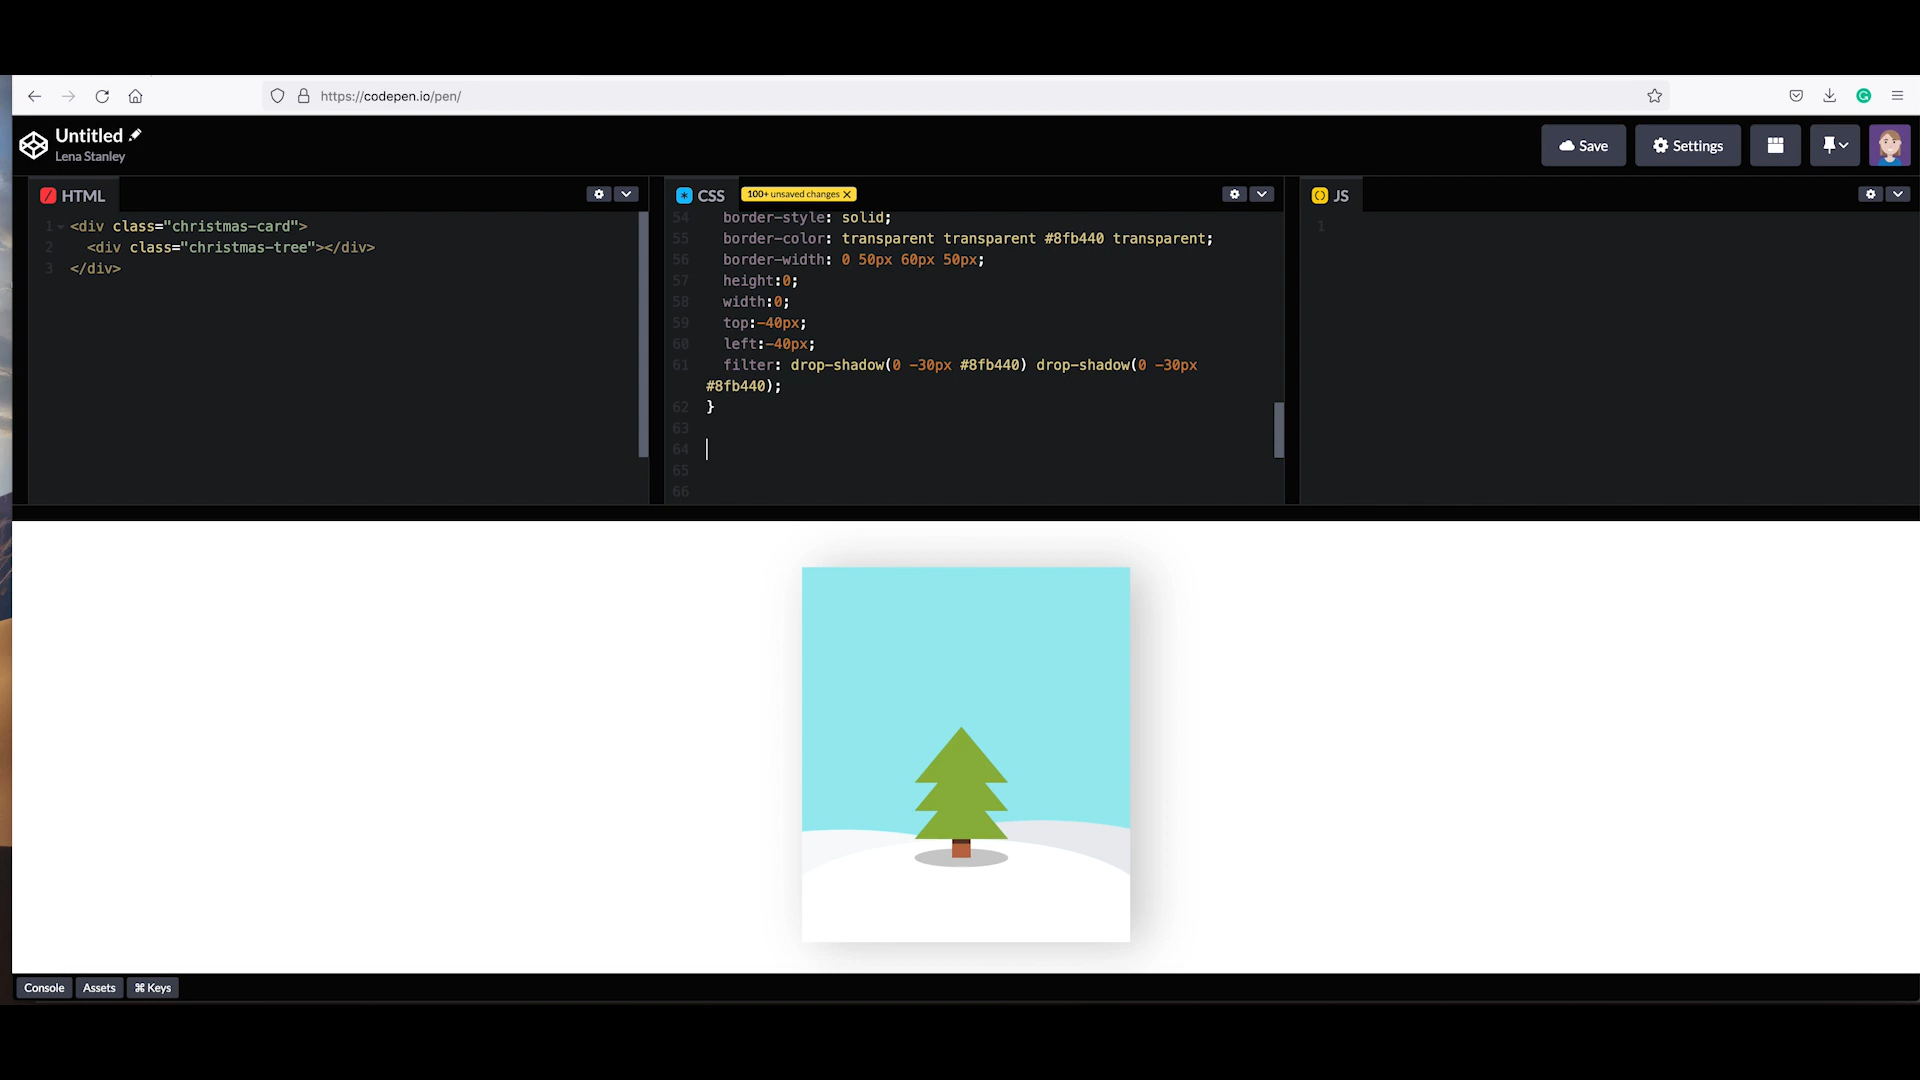 https://codepen.io/pen/
Untitled
Lena Stanley
Save
Settings
HTML
CSS
100+ unsaved changes
JS
1 <div class="christmas-card">
2 <div class="christmas-tree"></div>
3 </div>
54 border-style: solid;
55 border-color: transparent transparent #8fb440 transparent;
56 border-width: 0 50px 60px 50px;
57 height:0;
58 width:0;
59 top:-40px;
60 left:-40px;
61 filter: drop-shadow(0 -30px #8fb440) drop-shadow(0 -30px
#8fb440);
62 }
63
64
65
66
1
Console
Assets
⌘ Keys